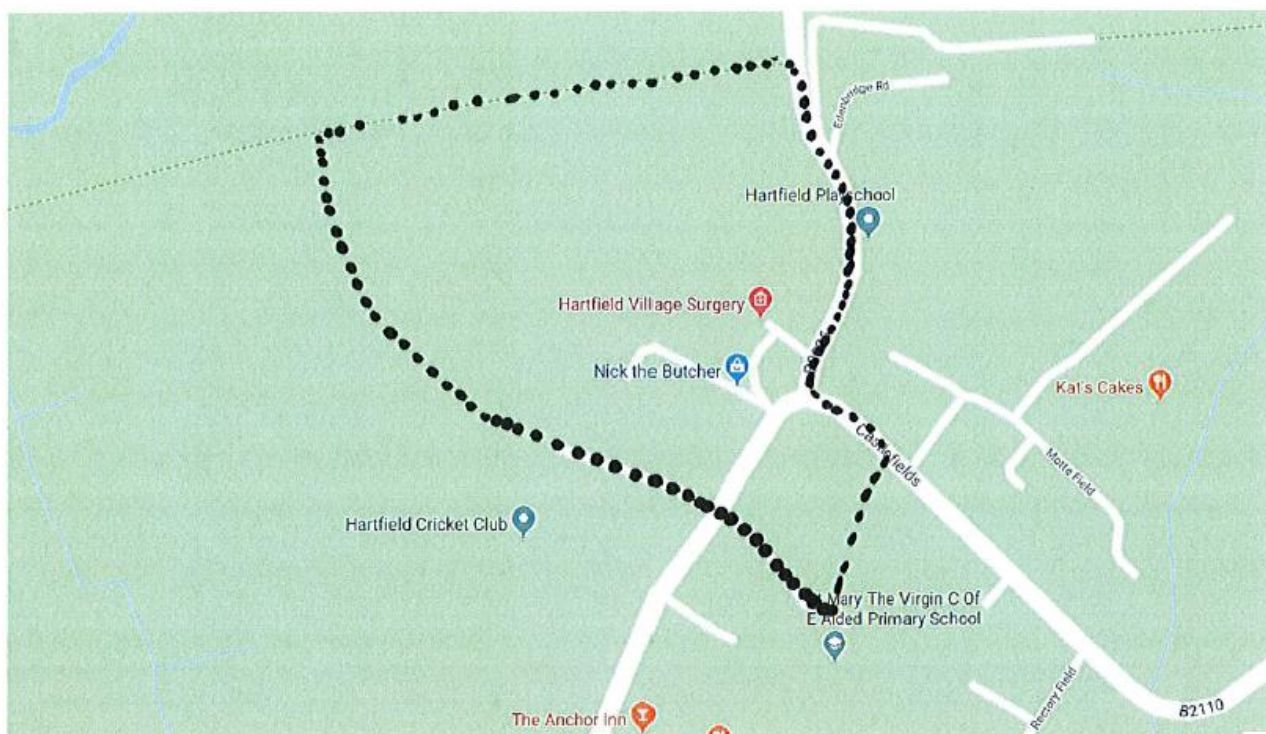 Edenbridge Rd
Hartfield Playschool
Hartfield Village Surgery
Nick the Butcher
Kat's Cakes
Castlefields
Motte Field
Hartfield Cricket Club
St Mary The Virgin C Of
E Aided Primary School
Rectory Field
B2110
The Anchor Inn